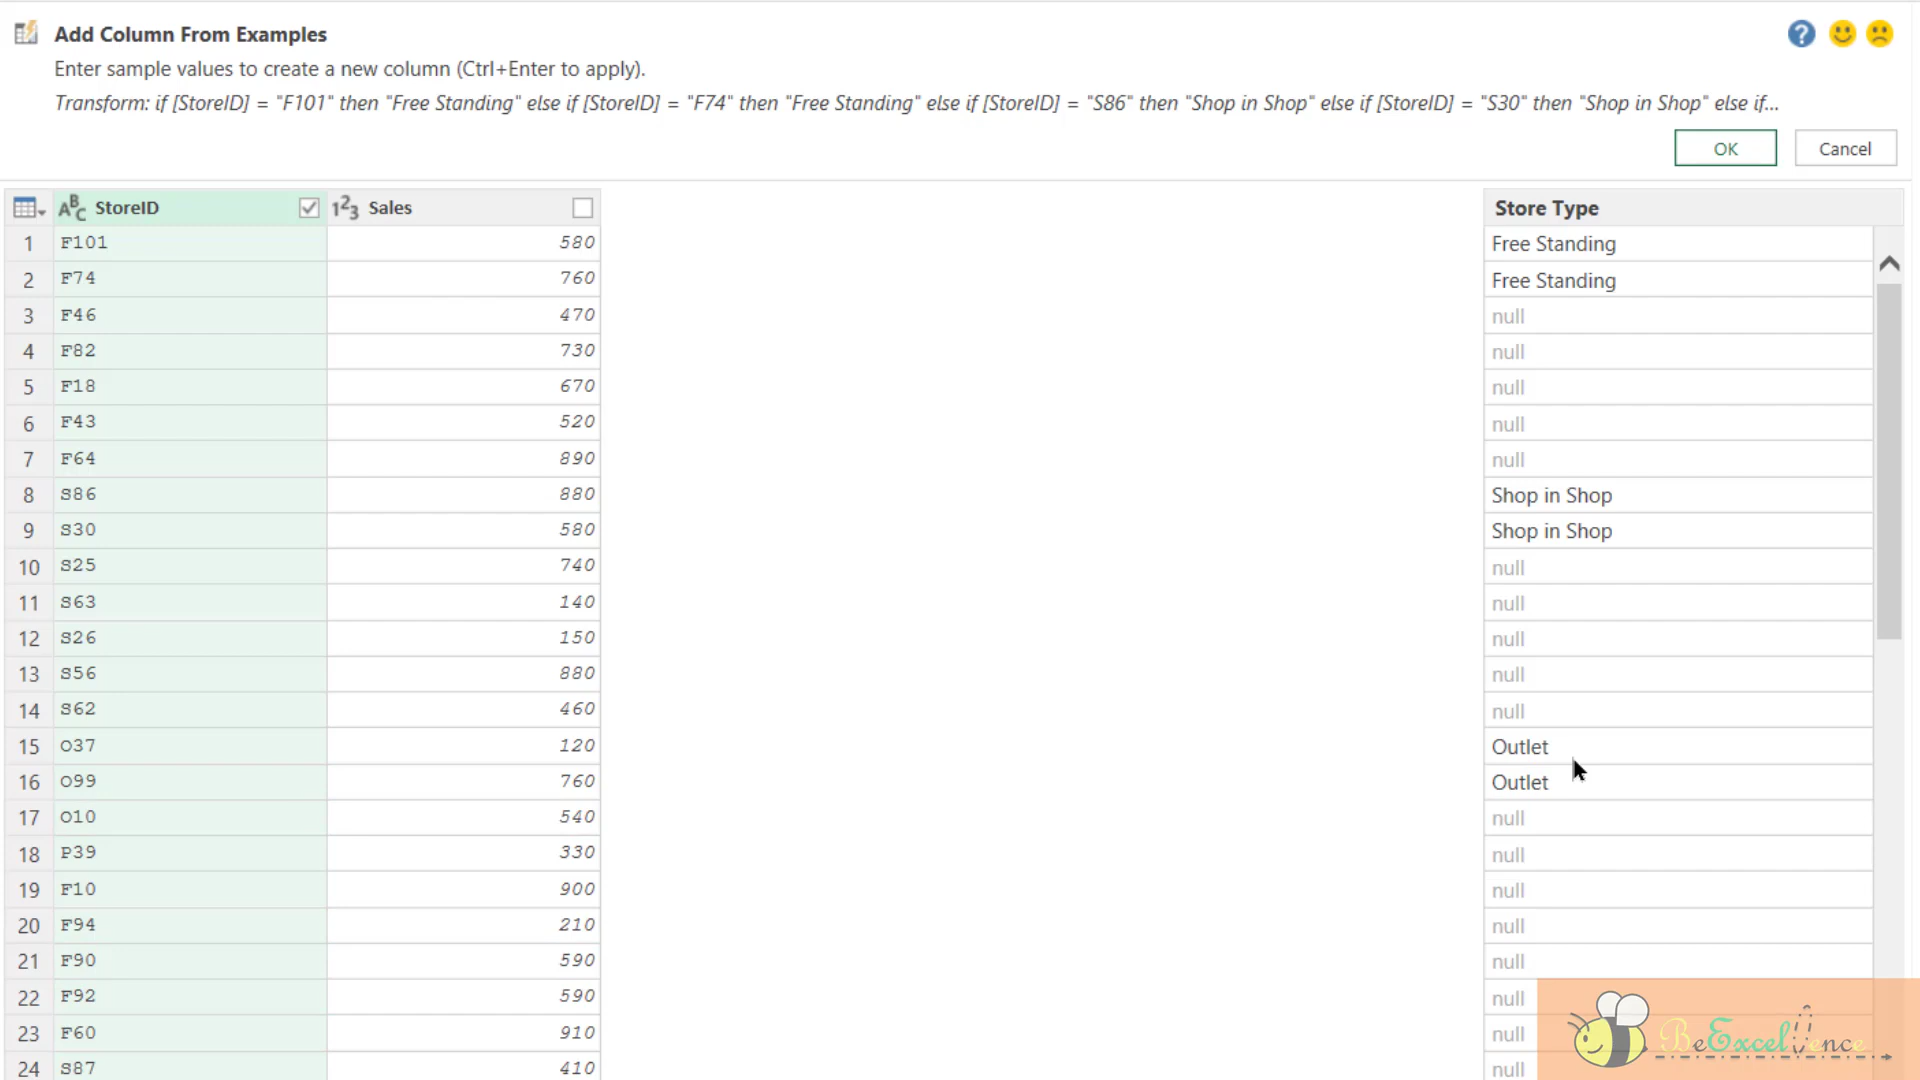 Add Column From Examples
Enter sample values to create a new column (Ctrl+Enter to apply).
Transform: if [StoreID] = "F101" then "Free Standing" else if [StoreID] = "F74" then "Free Standing" else if [StoreID] = "S86" then "Shop in Shop" else if [StoreID] = "S30" then "Shop in Shop" else if...
OK Cancel
ABC StoreID 123 Sales Store Type
1 F101 580 Free Standing
2 F74 760 Free Standing
3 F46 470 null
4 F82 730 null
5 F18 670 null
6 F43 520 null
7 F64 890 null
8 S86 880 Shop in Shop
9 S30 580 Shop in Shop
10 S25 740 null
11 S63 140 null
12 S26 150 null
13 S56 880 null
14 S62 460 null
15 O37 120 Outlet
16 O99 760 Outlet
17 O10 540 null
18 P39 330 null
19 F10 900 null
20 F94 210 null
21 F90 590 null
22 F92 590 null
23 F60 910 null
24 S87 410 null
BeExcellence